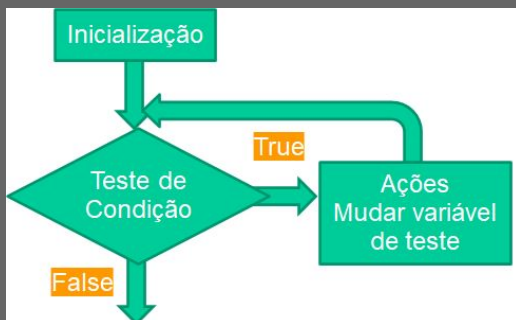 Inicialização
True
Teste de
Condição
Ações
Mudar variável
de teste
False